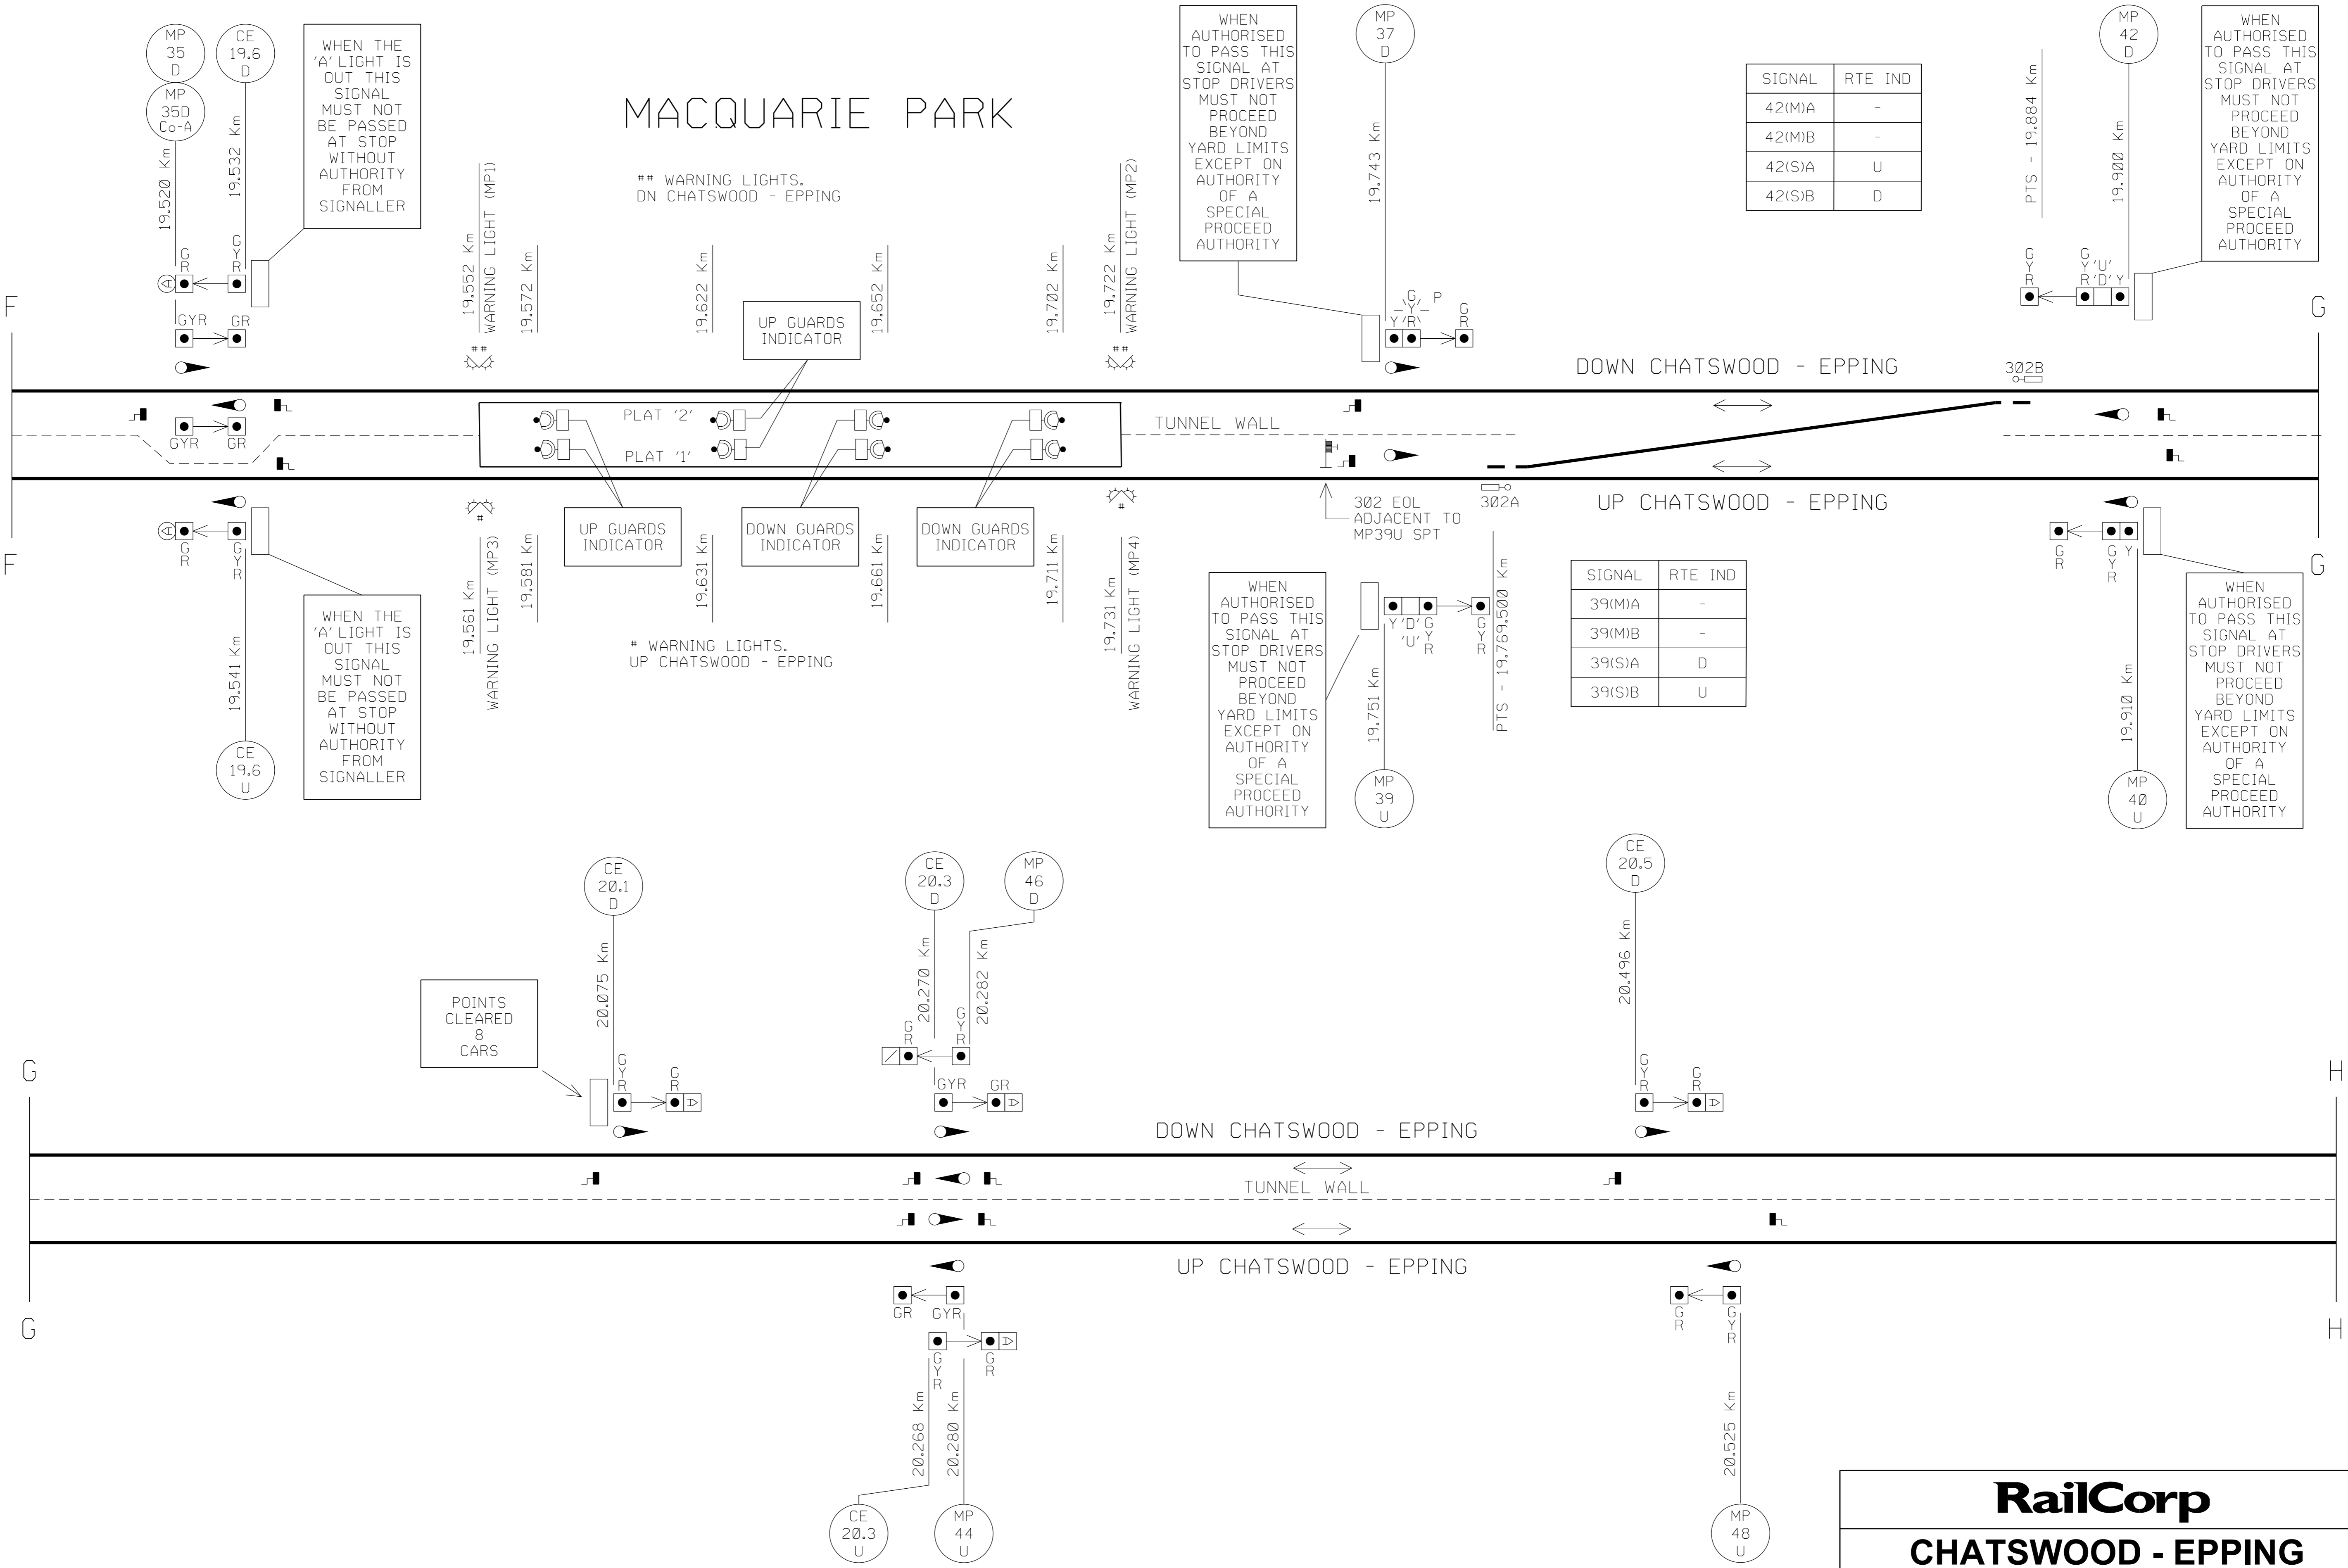 MP
35
D
MP
35D
Co-A
19.520 Km
CE
19.6
D
19.532 Km
WHEN THE
'A' LIGHT IS
OUT THIS
SIGNAL
MUST NOT
BE PASSED
AT STOP
WITHOUT
AUTHORITY
FROM
SIGNALLER
MACQUARIE PARK
## WARNING LIGHTS.
DN CHATSWOOD - EPPING
WHEN
AUTHORISED
TO PASS THIS
SIGNAL AT
STOP DRIVERS
MUST NOT
PROCEED
BEYOND
YARD LIMITS
EXCEPT ON
AUTHORITY
OF A
SPECIAL
PROCEED
AUTHORITY
MP
37
D
19.743 Km
SIGNAL RTE IND
42(M)A -
42(M)B -
42(S)A U
42(S)B D
PTS - 19.884 Km
MP
42
D
19.900 Km
WHEN
AUTHORISED
TO PASS THIS
SIGNAL AT
STOP DRIVERS
MUST NOT
PROCEED
BEYOND
YARD LIMITS
EXCEPT ON
AUTHORITY
OF A
SPECIAL
PROCEED
AUTHORITY
G
R
G
Y
R
A
GYR GR
19.552 Km
WARNING LIGHT (MP1)
19.572 Km
19.622 Km
19.652 Km
19.702 Km
19.722 Km
WARNING LIGHT (MP2)
##
##
UP GUARDS
INDICATOR
G P
Y
Y R
G
R
G
Y
R
G
Y 'U'
R 'D' Y
F
G
DOWN CHATSWOOD - EPPING
302B
GYR GR
PLAT '2'
PLAT '1'
TUNNEL WALL
UP CHATSWOOD - EPPING
302 EOL
ADJACENT TO
MP39U SPT
302A
PTS - 19.769.500 Km
F
G
A
G
R
G
Y
R
#
#
UP GUARDS
INDICATOR
DOWN GUARDS
INDICATOR
DOWN GUARDS
INDICATOR
19.561 Km
WARNING LIGHT (MP3)
19.581 Km
19.631 Km
19.661 Km
19.711 Km
19.731 Km
WARNING LIGHT (MP4)
# WARNING LIGHTS.
UP CHATSWOOD - EPPING
19.541 Km
CE
19.6
U
WHEN THE
'A' LIGHT IS
OUT THIS
SIGNAL
MUST NOT
BE PASSED
AT STOP
WITHOUT
AUTHORITY
FROM
SIGNALLER
WHEN
AUTHORISED
TO PASS THIS
SIGNAL AT
STOP DRIVERS
MUST NOT
PROCEED
BEYOND
YARD LIMITS
EXCEPT ON
AUTHORITY
OF A
SPECIAL
PROCEED
AUTHORITY
Y 'D' G
'U' Y
R
G
Y
R
19.751 Km
MP
39
U
SIGNAL RTE IND
39(M)A -
39(M)B -
39(S)A D
39(S)B U
G
R
G Y
Y
R
19.910 Km
MP
40
U
WHEN
AUTHORISED
TO PASS THIS
SIGNAL AT
STOP DRIVERS
MUST NOT
PROCEED
BEYOND
YARD LIMITS
EXCEPT ON
AUTHORITY
OF A
SPECIAL
PROCEED
AUTHORITY
CE
20.1
D
20.075 Km
CE
20.3
D
20.270 Km
MP
46
D
20.282 Km
CE
20.5
D
20.496 Km
POINTS
CLEARED
8
CARS
G
Y
R
G
R
A
G
R
G
Y
R
GYR GR
A
G
Y
R
G
R
A
G
H
DOWN CHATSWOOD - EPPING
TUNNEL WALL
UP CHATSWOOD - EPPING
G
H
GR GYR
A
G
Y
R
G
R
20.268 Km
20.280 Km
CE
20.3
U
MP
44
U
G
R
G
Y
R
20.525 Km
MP
48
U
RailCorp
CHATSWOOD - EPPING